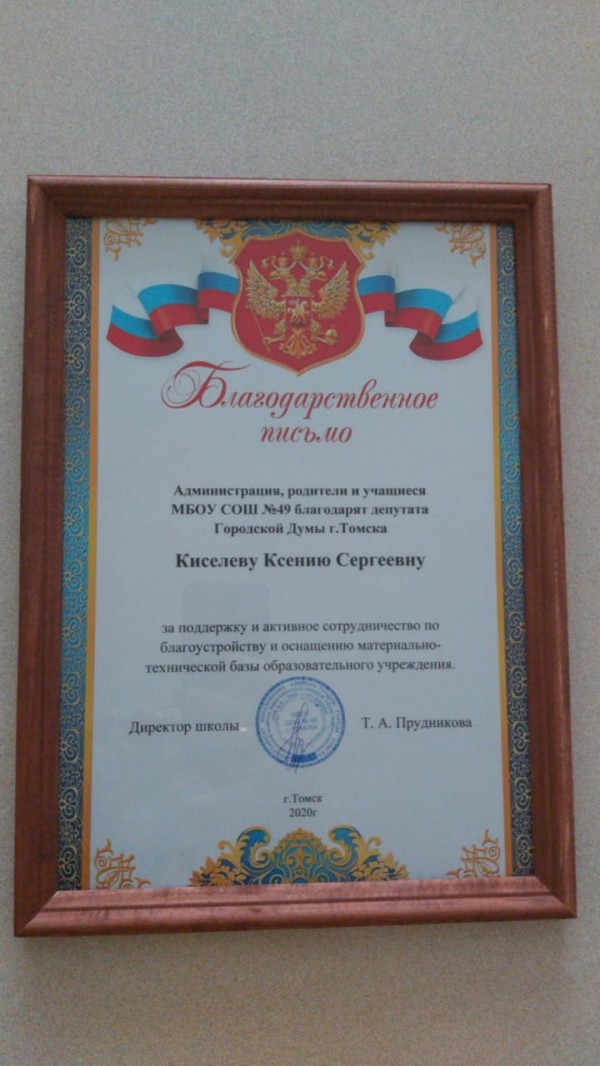 Благодарственное
письмо
Администрация, родители и учащиеся
МБОУ СОШ №49 благодарят депутата
Городской Думы г.Томска
Киселеву Ксению Сергеевну
за поддержку и активное сотрудничество по
благоустройству и оснащению материально-
технической базы образовательного учреждения.
Директор школы
Т. А. Прудникова
г.Томск
2020г